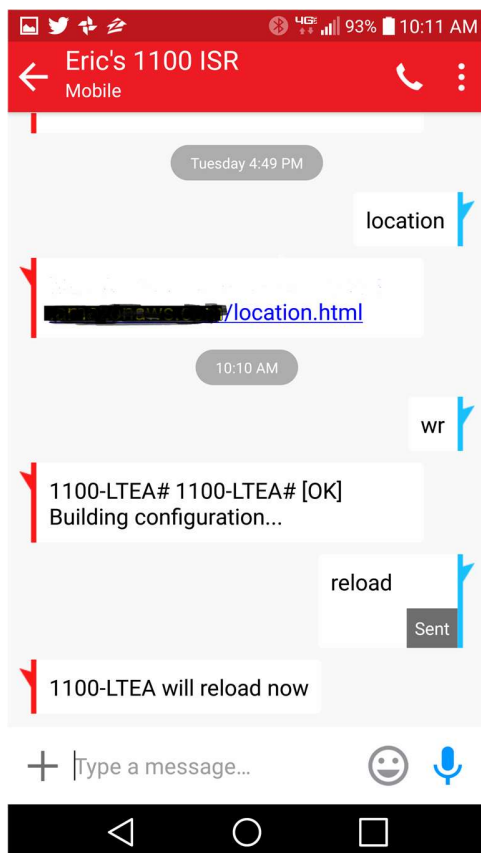 4G
93%
10:11 AM
Eric's 1100 ISR
Mobile
Tuesday 4:49 PM
location
/location.html
10:10 AM
wr
1100-LTEA# 1100-LTEA# [OK]
Building configuration...
reload
Sent
1100-LTEA will reload now
Type a message...